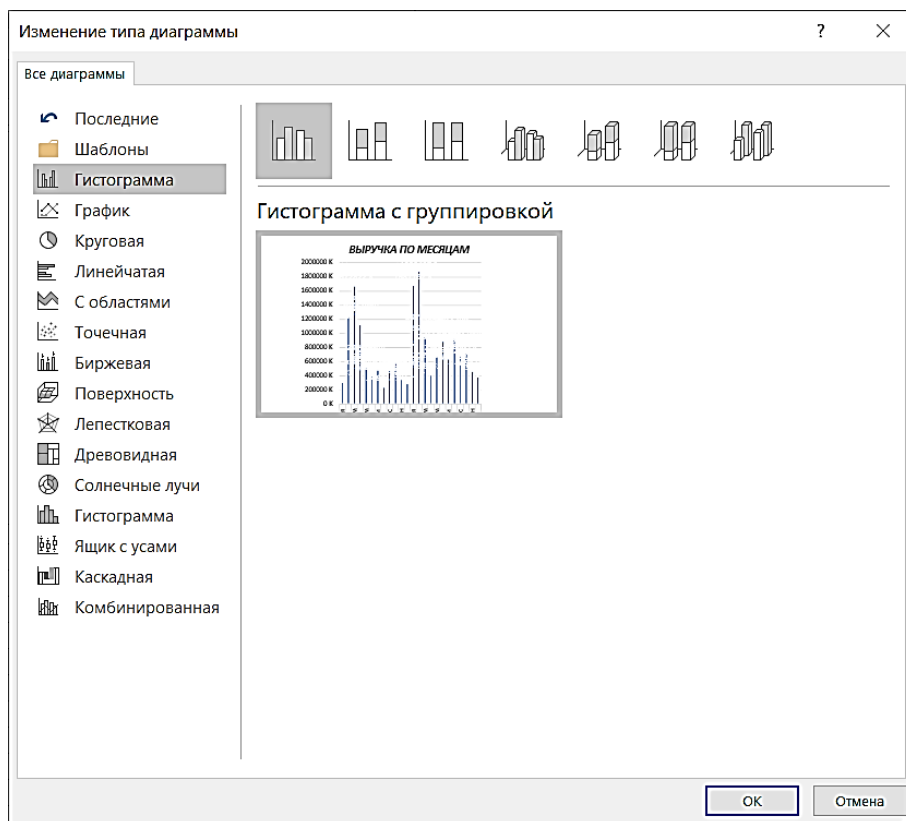 Изменение типа диаграммы
?
Все диаграммы
Последние
Шаблоны
Гистограмма
График
Круговая
Линейчатая
С областями
Точечная
Биржевая
Поверхность
Лепестковая
Древовидная
Солнечные лучи
Гистограмма
Ящик с усами
Каскадная
Комбинированная
Гистограмма с группировкой
ВЫРУЧКА ПО МЕСЯЦАМ
2000000 К
1800000 К
1600000 К
1400000 К
1200000 К
1000000 К
800000 К
600000 К
400000 К
200000 К
0 К
ОК
Отмена